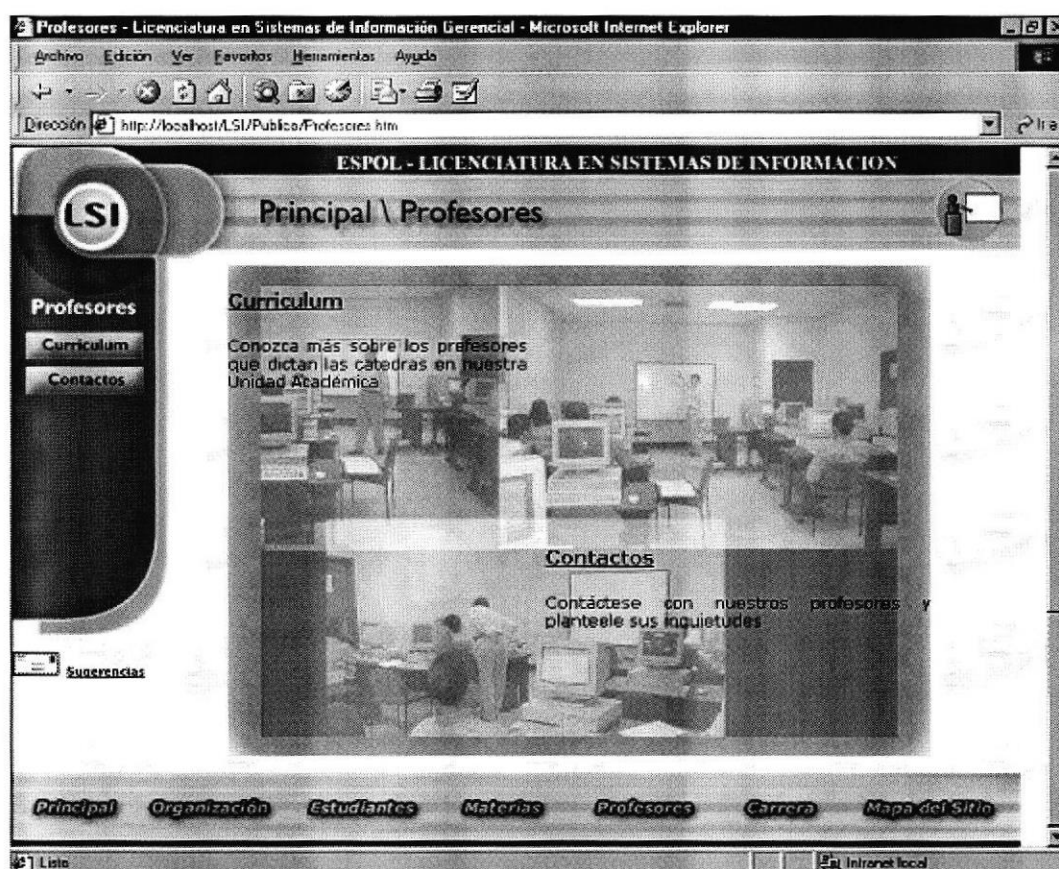 Profesores - Licenciatura en Sistemas de Información Gerencial - Microsoft Internet Explorer
Archivo Edición Ver Favoritos Herramientas Ayuda
Dirección http://localhost/LSI/Publico/Profesores.htm Ir a
ESPOL - LICENCIATURA EN SISTEMAS DE INFORMACION
LSI
Principal \ Profesores
Profesores
Curriculum
Contactos
Curriculum
Conozca más sobre los profesores
que dictan las catedras en nuestra
Unidad Académica
Contactos
Contáctese con nuestros profesores y
planteele sus inquietudes
Sugerencias
Principal Organización Estudiantes Materias Profesores Carrera Mapa del Sitio
Listo Intranet local